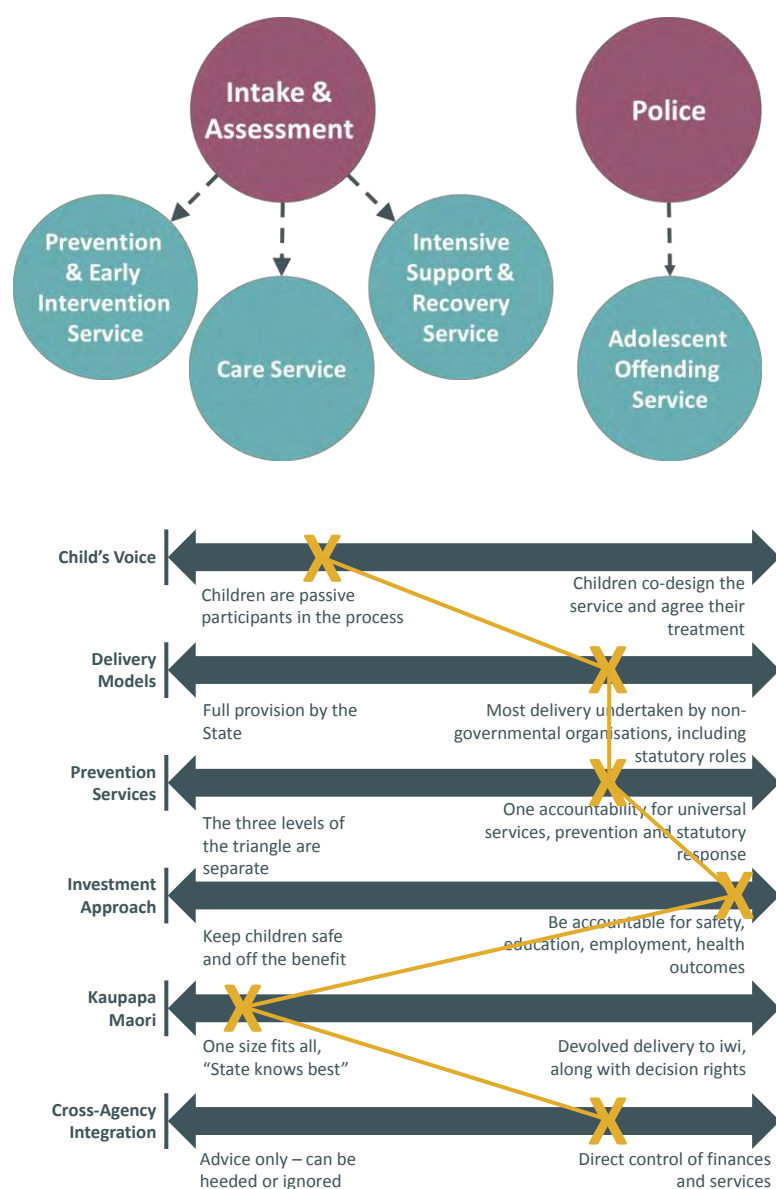 Intake &
Assessment
Police
Prevention
& Early
Intervention
Service
Care Service
Intensive
Support &
Recovery
Service
Adolescent
Offending
Service
Child's Voice
Children are passive
participants in the process
Children co-design the
service and agree their
treatment
Delivery
Models
Full provision by the
State
Most delivery undertaken by non-
governmental organisations, including
statutory roles
Prevention
Services
The three levels of
the triangle are
separate
One accountability for universal
services, prevention and statutory
response
Investment
Approach
Keep children safe
and off the benefit
Be accountable for safety,
education, employment, health
outcomes
Kaupapa
Maori
One size fits all,
“State knows best”
Devolved delivery to iwi,
along with decision rights
Cross-Agency
Integration
Advice only – can be
heeded or ignored
Direct control of finances
and services